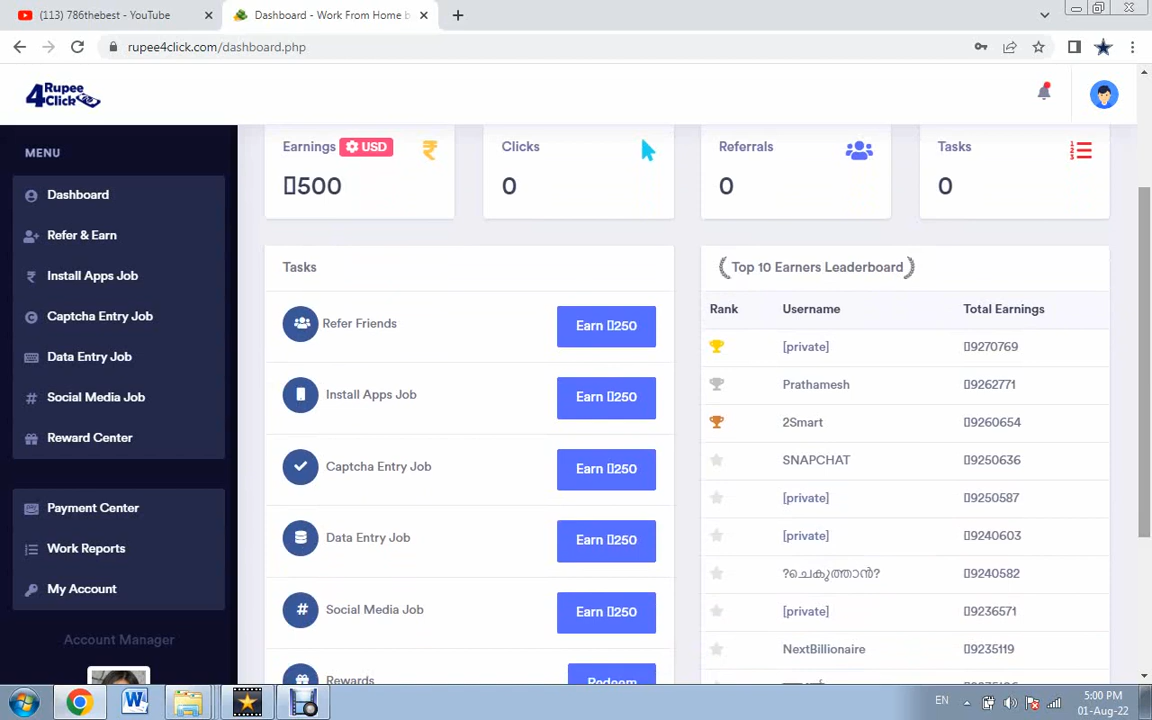 (113) 786thebest - YouTube
Dashboard - Work From Home b
rupee4click.com/dashboard.php
4 Rupee Click
MENU
Dashboard
Refer & Earn
Install Apps Job
Captcha Entry Job
Data Entry Job
Social Media Job
Reward Center
Payment Center
Work Reports
My Account
Account Manager
Earnings USD
▯500
Clicks
0
Referrals
0
Tasks
0
Tasks
Refer Friends Earn ▯250
Install Apps Job Earn ▯250
Captcha Entry Job Earn ▯250
Data Entry Job Earn ▯250
Social Media Job Earn ▯250
Rewards Redeem
Top 10 Earners Leaderboard
Rank Username Total Earnings
[private] ▯9270769
Prathamesh ▯9262771
2Smart ▯9260654
SNAPCHAT ▯9250636
[private] ▯9250587
[private] ▯9240603
?ചെകുത്താൻ? ▯9240582
[private] ▯9236571
NextBillionaire ▯9235119
EN
5:00 PM
01-Aug-22